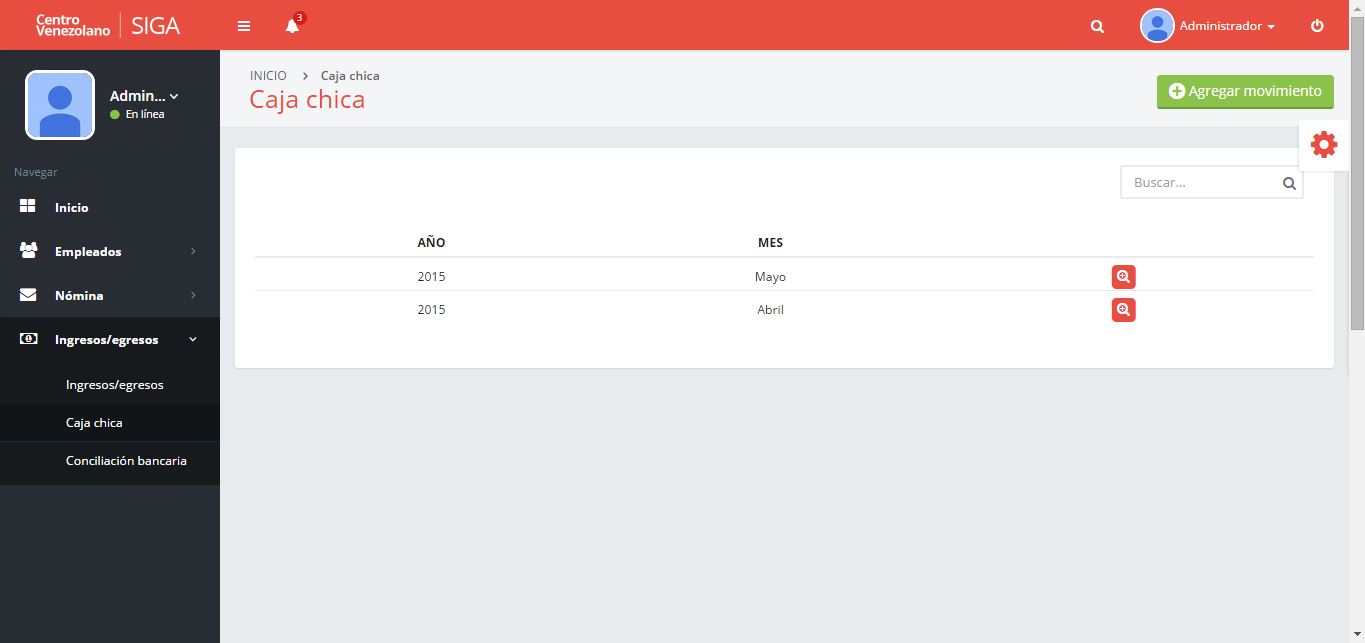 Centro
Venezolano
SIGA
3
Administrador
Admin...
En línea
Navegar
Inicio
Empleados
Nómina
Ingresos/egresos
Ingresos/egresos
Caja chica
Conciliación bancaria
INICIO > Caja chica
Caja chica
Agregar movimiento
Buscar...
AÑO MES
2015 Mayo
2015 Abril